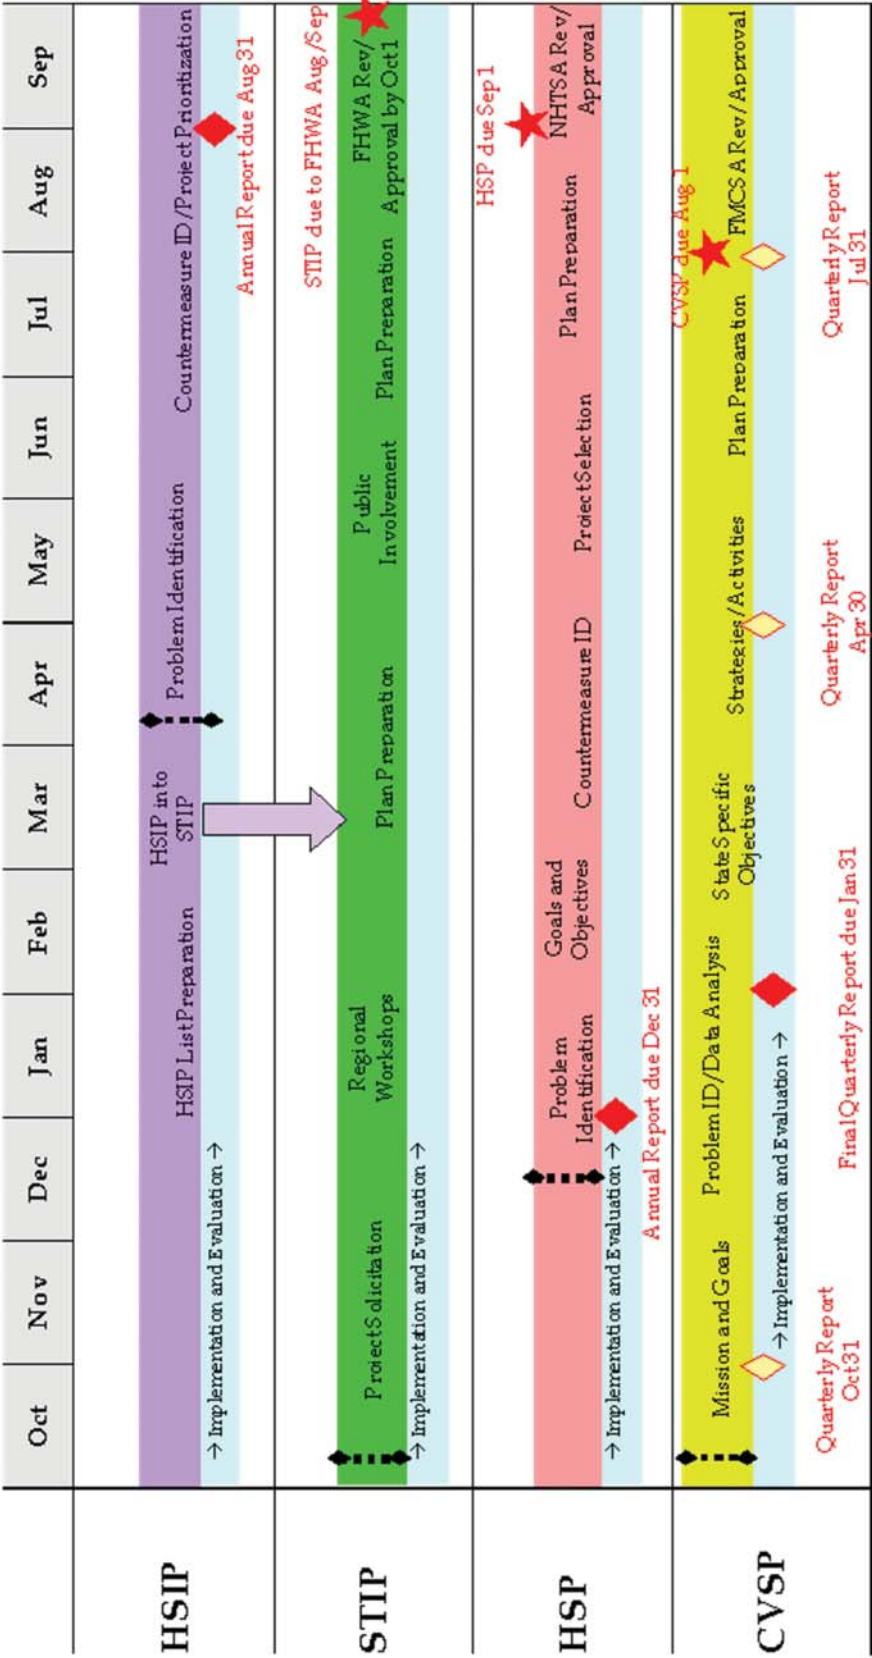 Oct
Nov
Dec
Jan
Feb
Mar
Apr
May
Jun
Jul
Aug
Sep
HSIP
HSIP List Preparation
HSIP into
STIP
Problem Identification
Countermeasure ID/Project Prioritization
→ Implementation and Evaluation →
Annual Report due Aug 31
STIP
STIP due to FHWA Aug/Sep
Project Solicitation
Regional
Workshops
Plan Preparation
Public
Involvement
Plan Preparation
FHWA Rev/
Approval by Oct 1
→ Implementation and Evaluation →
HSP
HSP due Sep 1
Problem
Identification
Goals and
Objectives
Countermeasure ID
Project Selection
Plan Preparation
NHTSA Rev/
Approval
→ Implementation and Evaluation →
Annual Report due Dec 31
CVSP
CVSP due Aug 1
Mission and Goals
Problem ID/Data Analysis
State Specific
Objectives
Strategies/Activities
Plan Preparation
FMCSA Rev/Approval
→ Implementation and Evaluation →
Quarterly Report
Oct 31
Final Quarterly Report due Jan 31
Quarterly Report
Apr 30
Quarterly Report
Jul 31